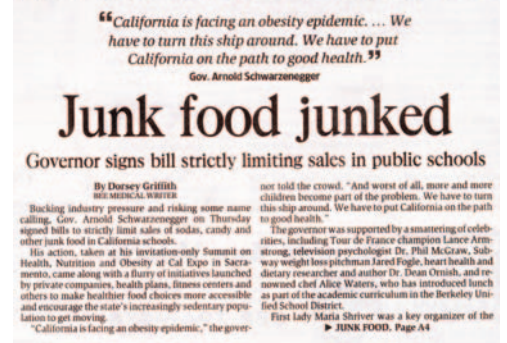 “California is facing an obesity epidemic. ... We
have to turn this ship around. We have to put
California on the path to good health.”
Gov. Arnold Schwarzenegger
Junk food junked
Governor signs bill strictly limiting sales in public schools
By Dorsey Griffith
BEE MEDICAL WRITER
Bucking industry pressure and risking some name
calling, Gov. Arnold Schwarzenegger on Thursday
signed bills to strictly limit sales of sodas, candy and
other junk food in California schools.
His action, taken at his invitation-only Summit on
Health, Nutrition and Obesity at Cal Expo in Sacra-
mento, came along with a flurry of initiatives launched
by private companies, health plans, fitness centers and
others to make healthier food choices more accessible
and encourage the state's increasingly sedentary popu-
lation to get moving.
"California is facing an obesity epidemic," the gover-
not told the crowd. "And worst of all, more and more
children become part of the problem. We have to turn
this ship around. We have to put California on the path
to good health."
The governor was supported by a smattering of celeb-
rities, including Tour de France champion Lance Arm-
strong, television psychologist Dr. Phil McGraw, Sub-
way weight loss pitchman Jared Fogle, heart health and
dietary researcher and author Dr. Dean Ornish, and re-
nowned chef Alice Waters, who has introduced lunch
as part of the academic curriculum in the Berkeley Uni-
fied School District.
First lady Maria Shriver was a key organizer of the
▶ JUNK FOOD, Page A4